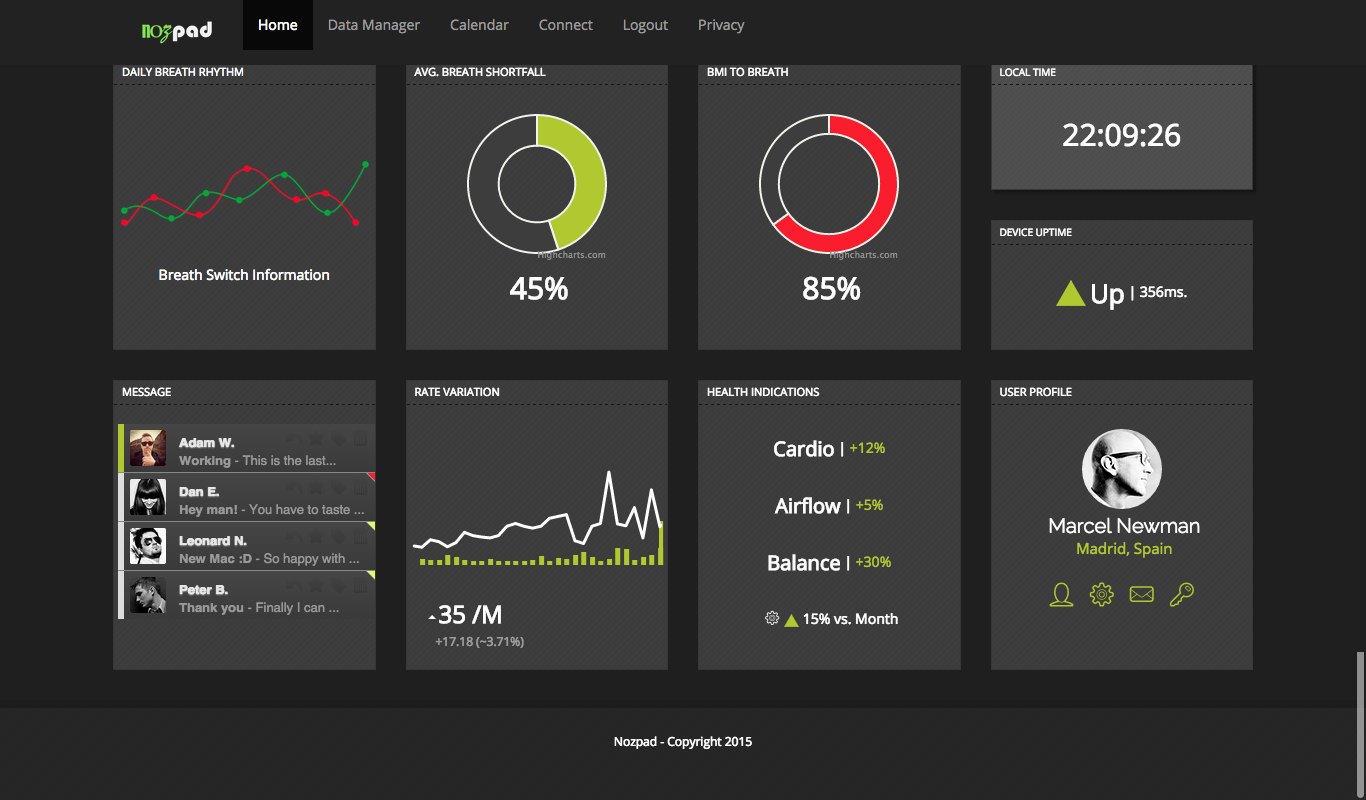 nozpad
Home
Data Manager
Calendar
Connect
Logout
Privacy
DAILY BREATH RHYTHM
Breath Switch Information
AVG. BREATH SHORTFALL
Highcharts.com
45%
BMI TO BREATH
Highcharts.com
85%
LOCAL TIME
22:09:26
DEVICE UPTIME
Up | 356ms.
MESSAGE
Adam W.
Working - This is the last...
Dan E.
Hey man! - You have to taste ...
Leonard N.
New Mac :D - So happy with ...
Peter B.
Thank you - Finally I can ...
RATE VARIATION
35 /M
+17.18 (~3.71%)
HEALTH INDICATIONS
Cardio | +12%
Airflow | +5%
Balance | +30%
15% vs. Month
USER PROFILE
Marcel Newman
Madrid, Spain
Nozpad - Copyright 2015